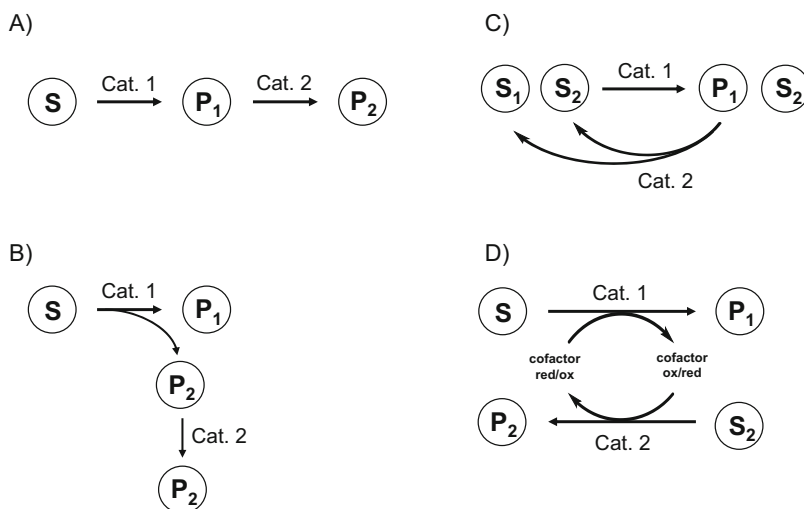 A)
S Cat. 1 P1 Cat. 2 P2
C)
S1 S2 Cat. 1 P1 S2
Cat. 2
B)
S Cat. 1 P1
P2
Cat. 2
P2
D)
S Cat. 1 P1
cofactor red/ox
cofactor ox/red
P2 Cat. 2 S2